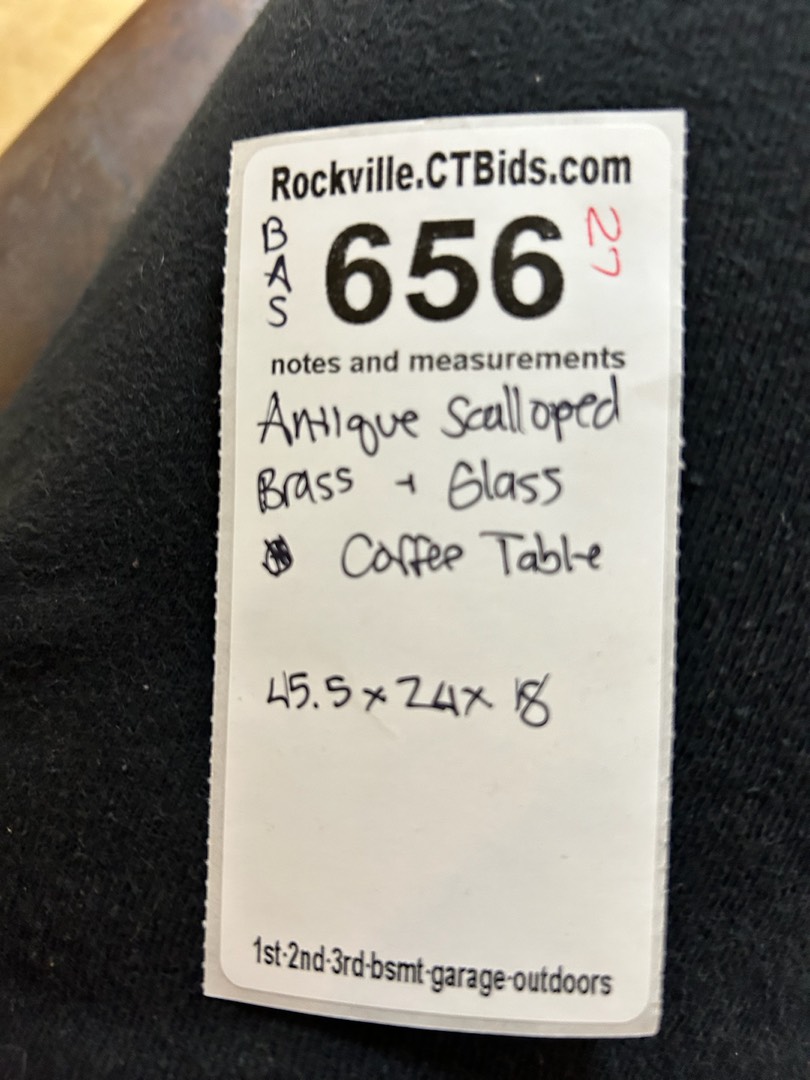 Rockville.CTBids.com
BAS 656 27
notes and measurements
Antique Scalloped
Brass + Glass
Coffee Table
45.5 x 24 x 18
1st-2nd-3rd-bsmt-garage-outdoors